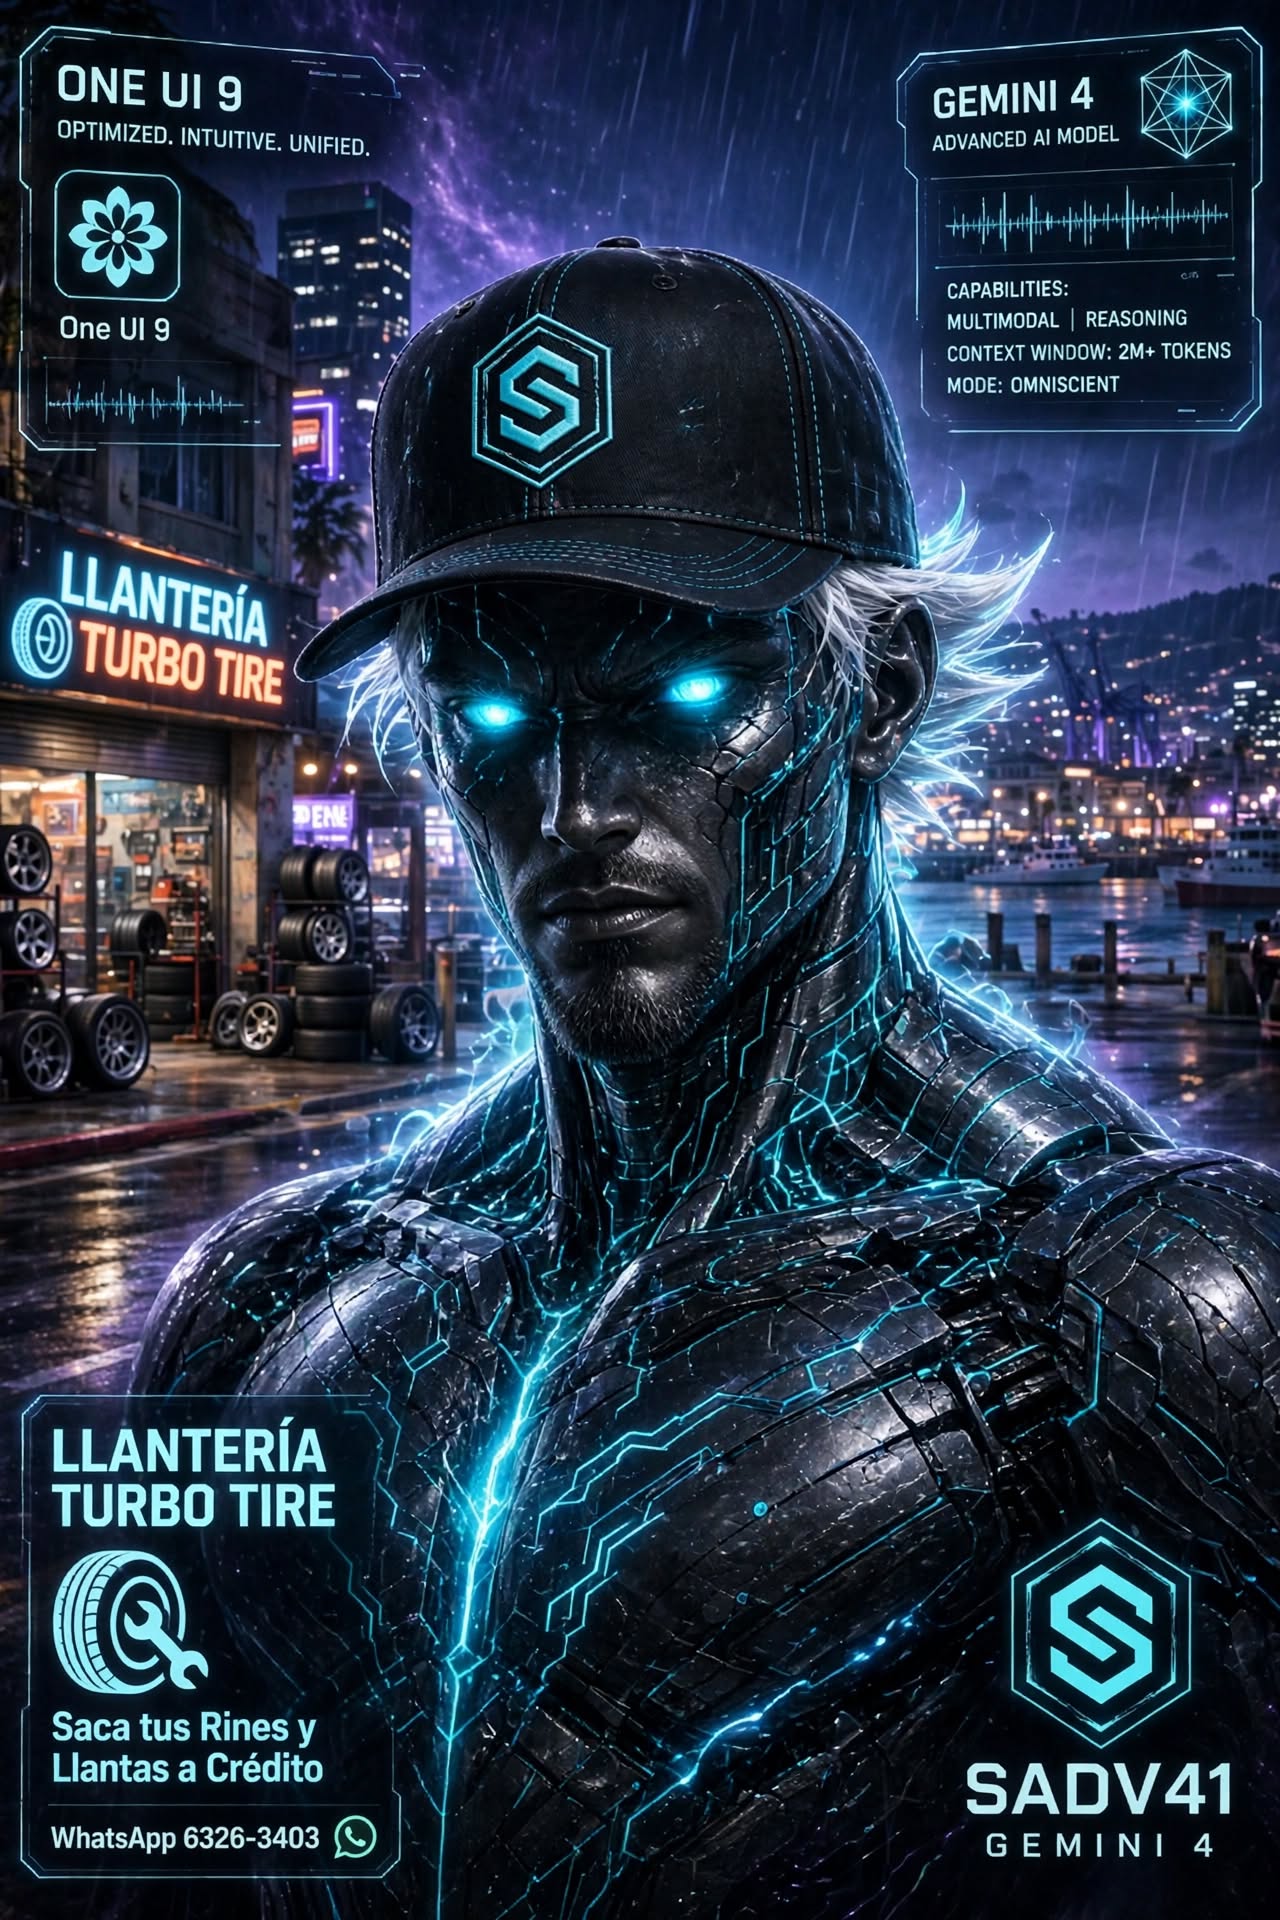 ONE UI 9
OPTIMIZED. INTUITIVE. UNIFIED.
One UI 9
GEMINI 4
ADVANCED AI MODEL
CAPABILITIES:
MULTIMODAL | REASONING
CONTEXT WINDOW: 2M+ TOKENS
MODE: OMNISCIENT
S
LLANTERÍA
TURBO TIRE
LLANTERÍA
TURBO TIRE
Saca tus Rines y
Llantas a Crédito
WhatsApp 6326-3403
S
SADV41
GEMINI 4